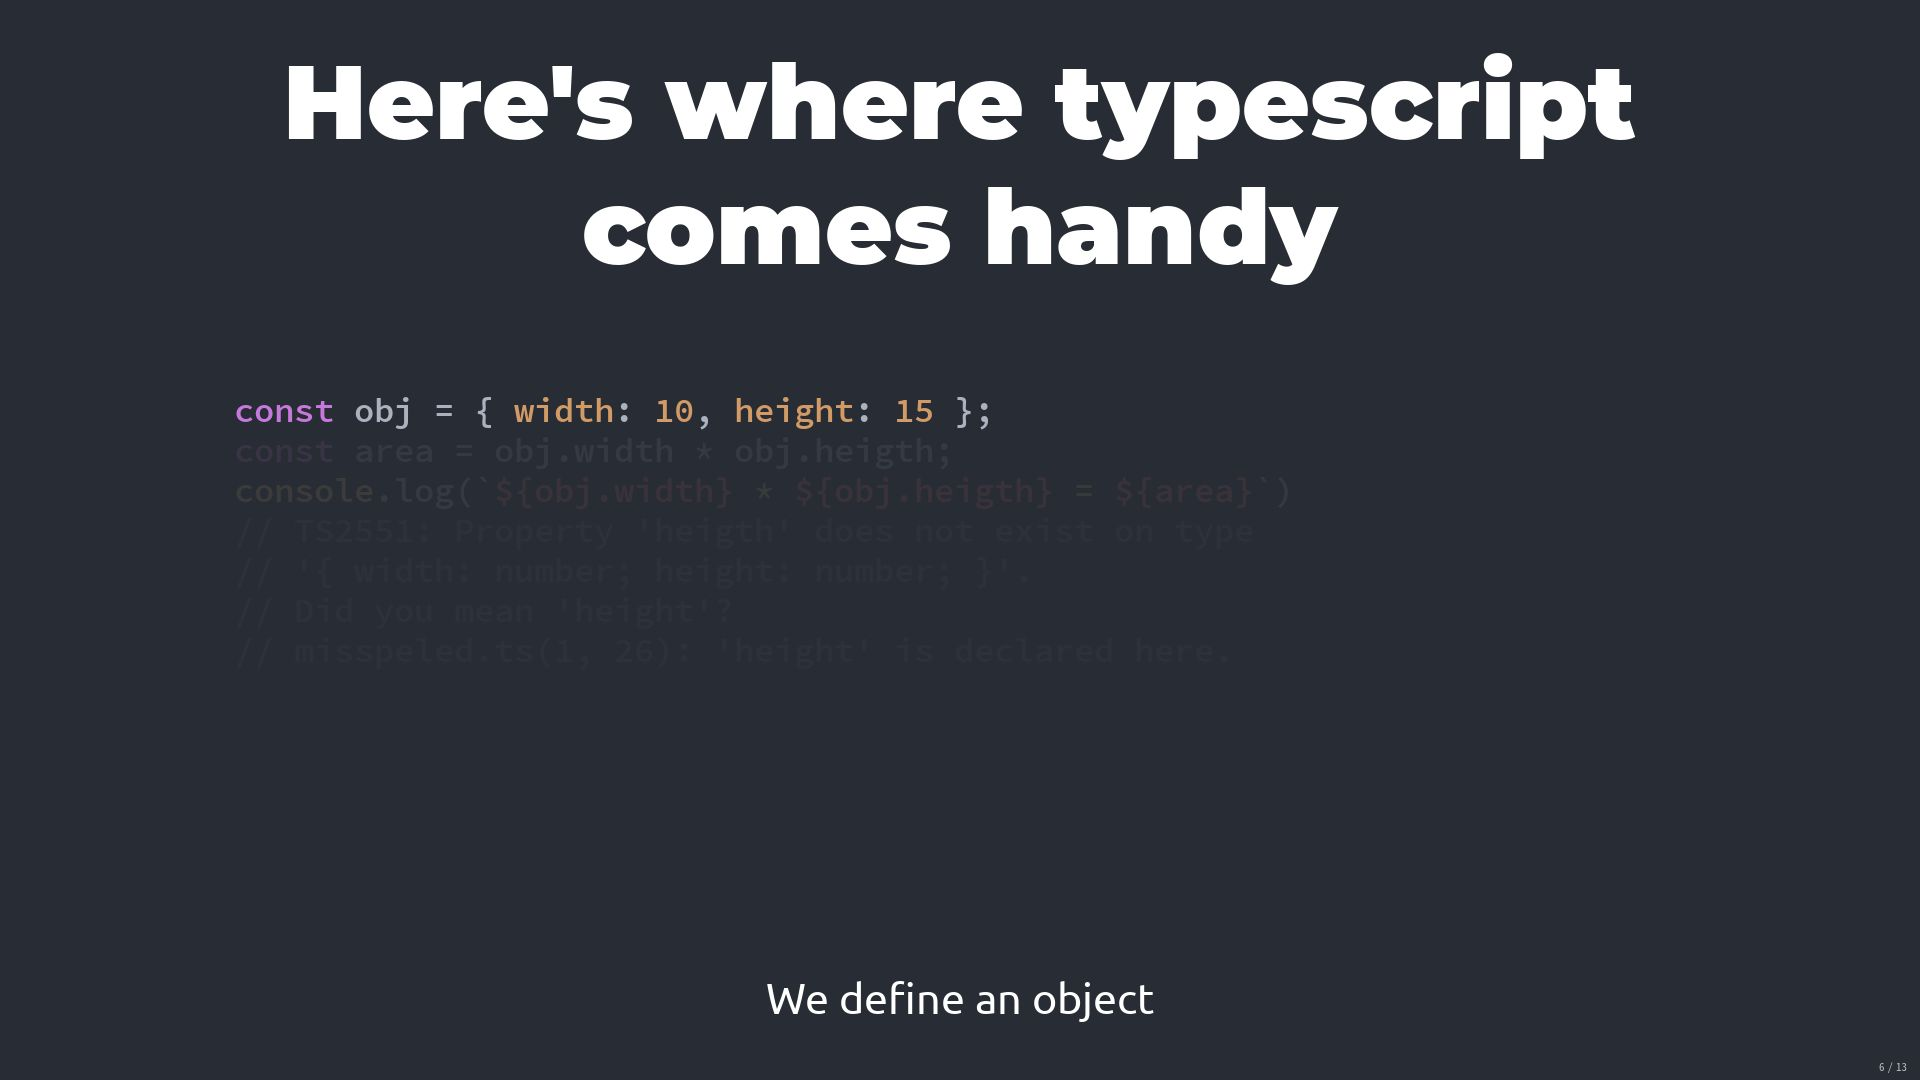 Here's where typescript
comes handy
const obj = { width: 10, height: 15 };
const area = obj.width * obj.heigth;
console.log(`${obj.width} * ${obj.heigth} = ${area}`)
// TS2551: Property 'heigth' does not exist on type
// '{ width: number; height: number; }'.
// Did you mean 'height'?
// misspeled.ts(1, 26): 'height' is declared here.
We define an object
6 / 13